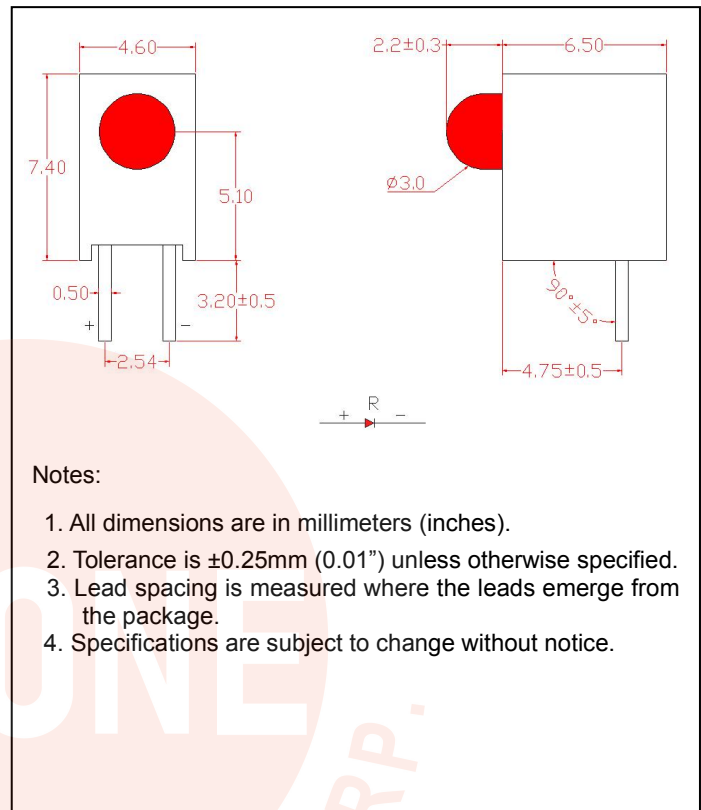 4.60
2.2±0.3
6.50
7.40
5.10
Ø3.0
0.50
3.20±0.5
90°±5°
+
-
2.54
4.75±0.5
R
+
-
Notes:
1. All dimensions are in millimeters (inches).
2. Tolerance is ±0.25mm (0.01”) unless otherwise specified.
3. Lead spacing is measured where the leads emerge from
the package.
4. Specifications are subject to change without notice.
ONE
RP.